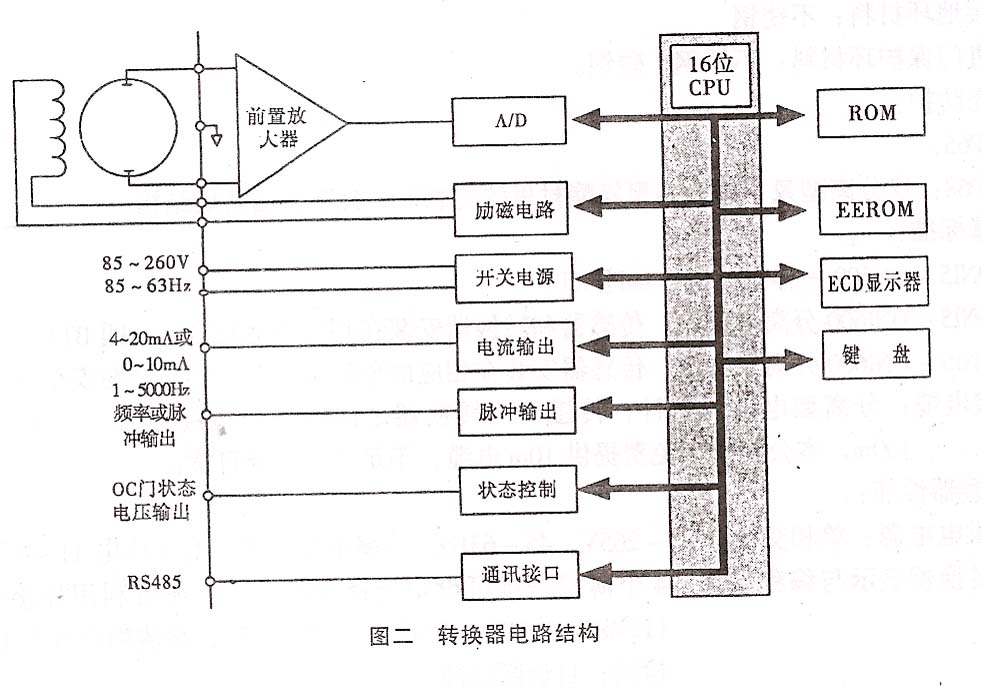 16位
CPU
前置放
大器
A/D
ROM
励磁电路
EEROM
85~260V
85~63Hz
开关电源
ECD显示器
4~20mA或
0~10mA
电流输出
键 盘
1~5000Hz
频率或脉
冲输出
脉冲输出
OC门状态
电压输出
状态控制
RS485
通讯接口
图二 转换器电路结构